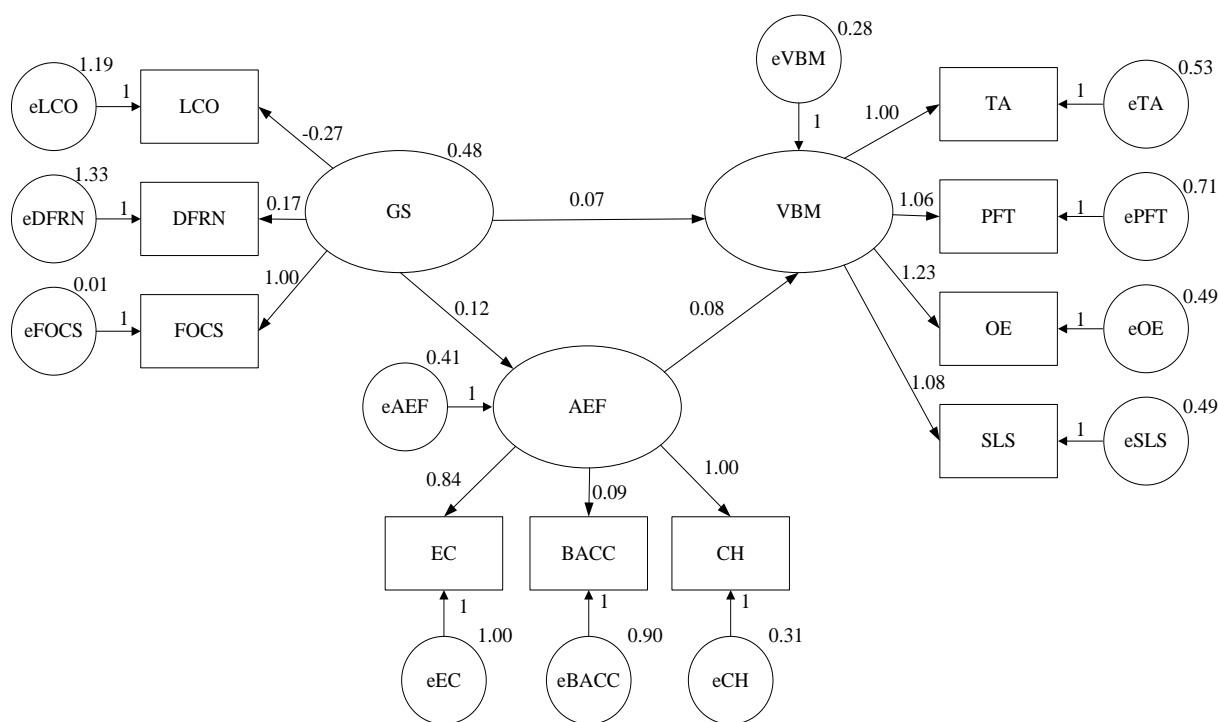 0.28
eVBM
1
1.19
eLCO
1
LCO
-0.27
1.33
eDFRN
1
DFRN
0.17
0.01
eFOCS
1
FOCS
1.00
GS
0.48
0.07
0.12
VBM
0.08
1.00
TA
1
eTA
0.53
1.06
PFT
1
ePFT
0.71
1.23
OE
1
eOE
0.49
1.08
SLS
1
eSLS
0.49
0.41
eAEF
1
AEF
0.84
0.09
1.00
EC
BACC
CH
1
1
1
1.00
0.90
0.31
eEC
eBACC
eCH